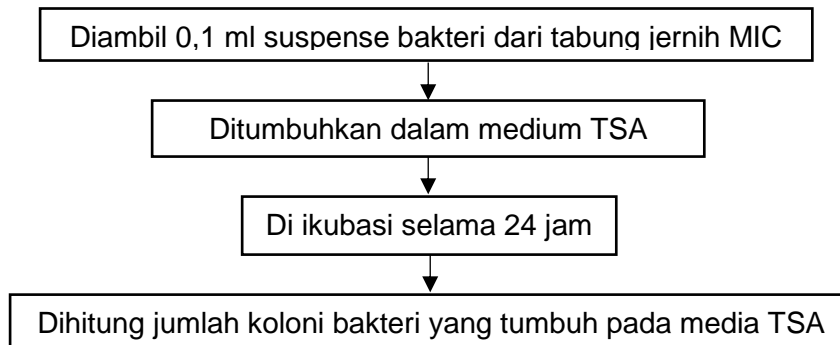 Diambil 0,1 ml suspense bakteri dari tabung jernih MIC
Ditumbuhkan dalam medium TSA
Di ikubasi selama 24 jam
Dihitung jumlah koloni bakteri yang tumbuh pada media TSA